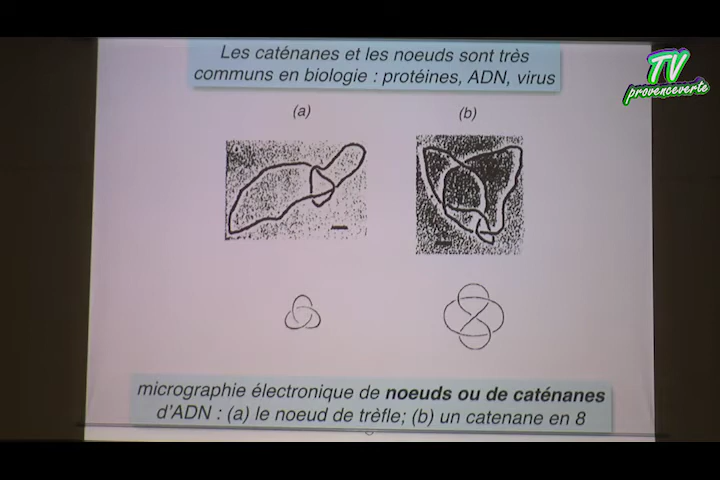 Les caténanes et les noeuds sont très
communs en biologie : protéines, ADN, virus
TV
provenceverte
(a)
(b)
micrographie électronique de noeuds ou de caténanes
d'ADN : (a) le noeud de trèfle; (b) un catenane en 8